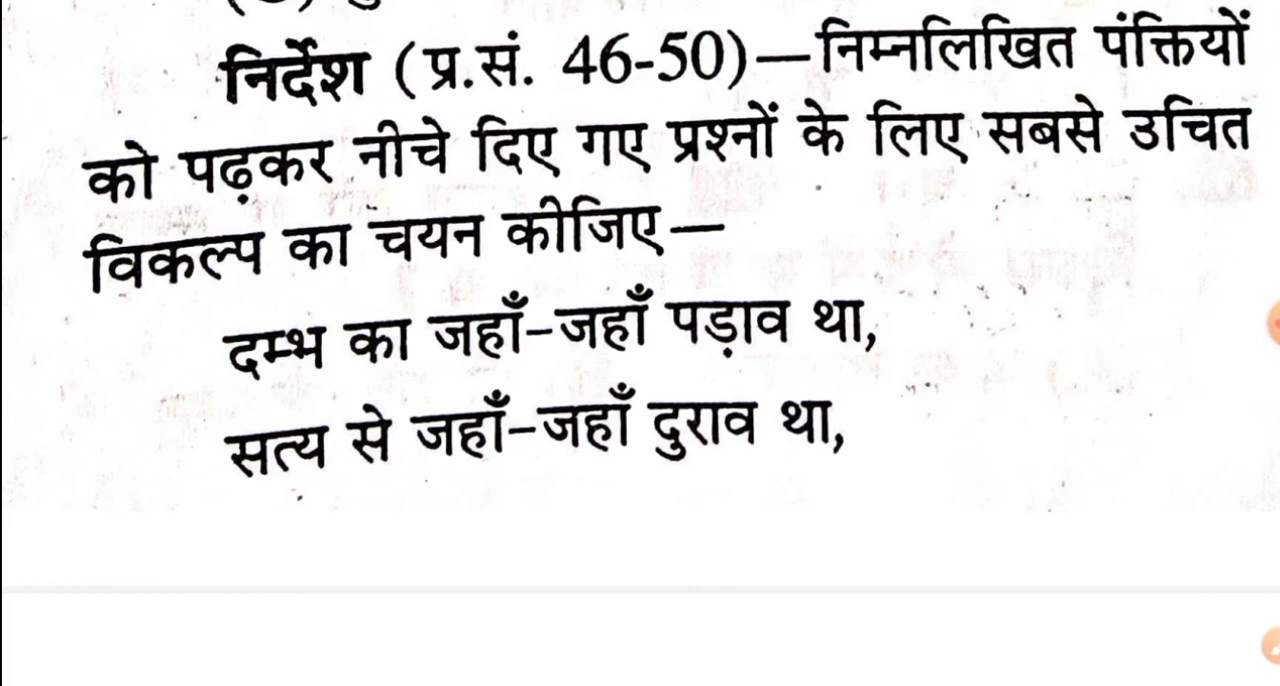 निर्देश (प्र.सं. 46-50)—निम्नलिखित पंक्तियों
को पढ़कर नीचे दिए गए प्रश्नों के लिए सबसे उचित
विकल्प का चयन कीजिए—
दम्भ का जहाँ-जहाँ पड़ाव था,
सत्य से जहाँ-जहाँ दुराव था,